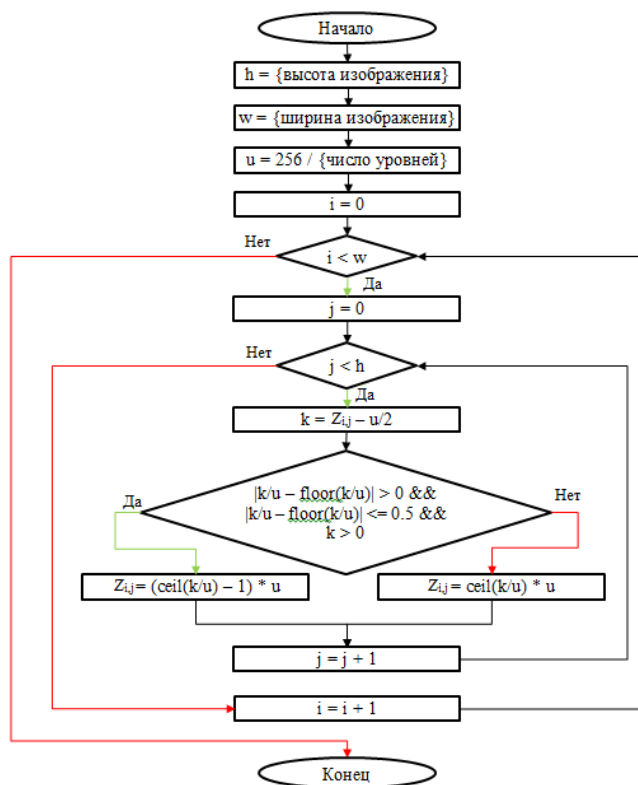 Начало
h = {высота изображения}
w = {ширина изображения}
u = 256 / {число уровней}
i = 0
Нет
i < w
Да
j = 0
Нет
j < h
Да
k = Zi,j – u/2
Да
|k/u – floor(k/u)| > 0 &&
|k/u – floor(k/u)| <= 0.5 &&
k > 0
Нет
Zi,j = (ceil(k/u) – 1) * u
Zi,j = ceil(k/u) * u
j = j + 1
i = i + 1
Конец